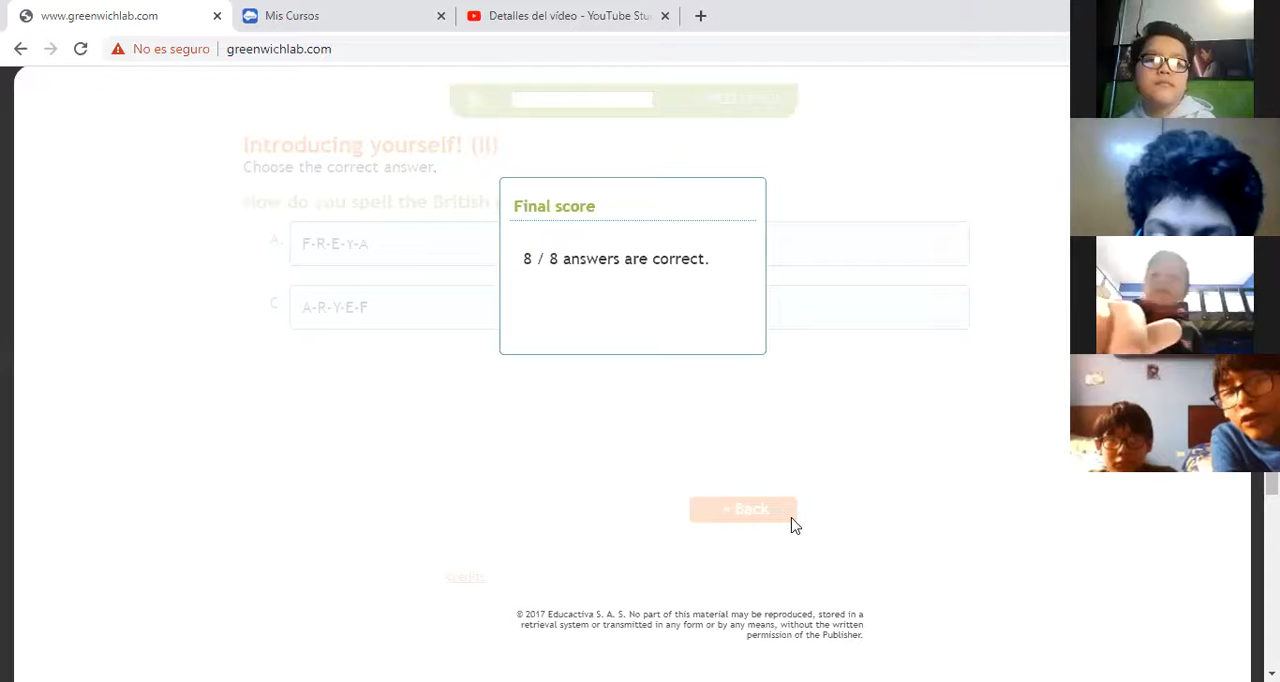 www.greenwichlab.com
Mis Cursos
Detalles del vídeo - YouTube Stu
No es seguro
greenwichlab.com
Introducing yourself! (II)
Choose the correct answer.
How do you spell the British
A. F-R-E-Y-A
C A-R-Y-E-F
Final score
8 / 8 answers are correct.
» Back
credits
© 2017 Educactiva S. A. S. No part of this material may be reproduced, stored in a
retrieval system or transmitted in any form or by any means, without the written
permission of the Publisher.